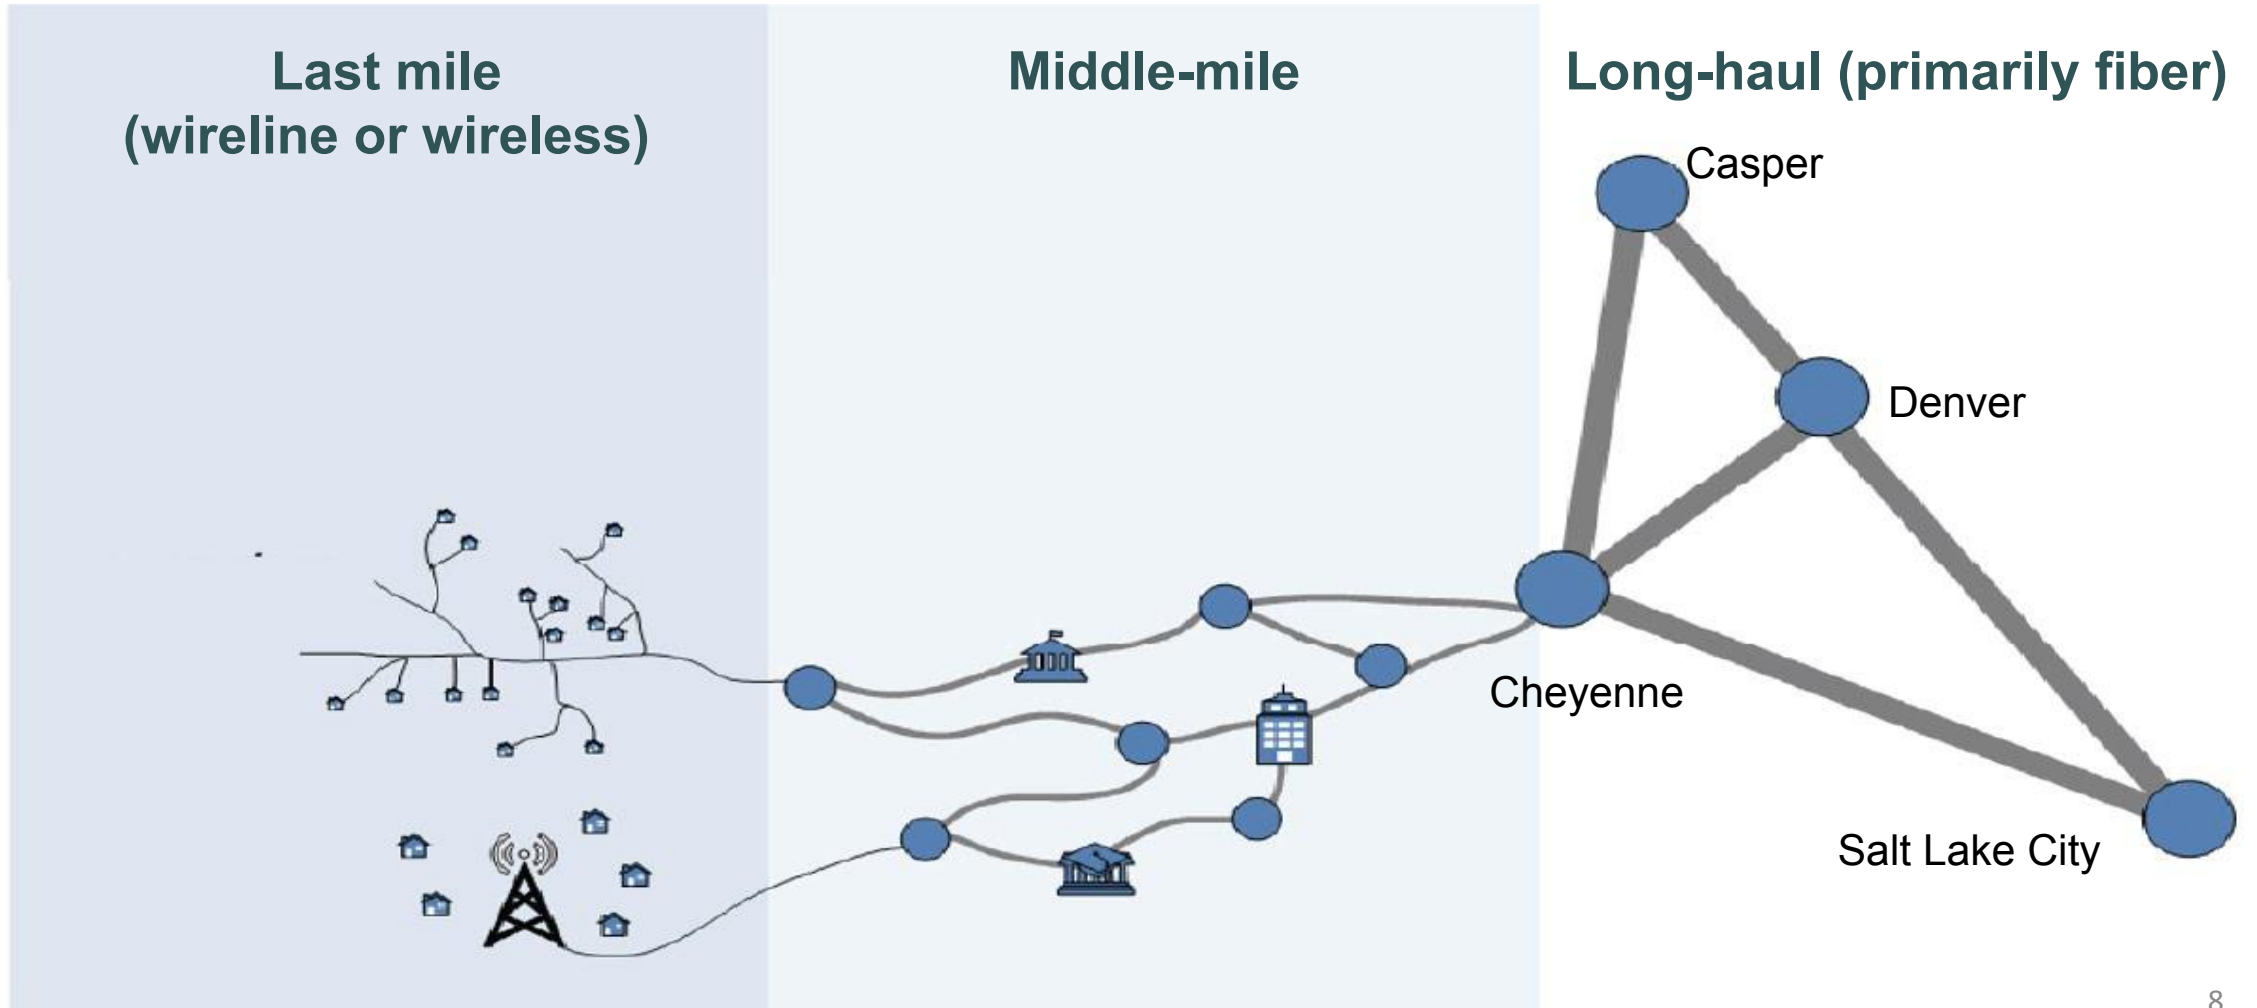 Last mile
(wireline or wireless)
Middle-mile
Long-haul (primarily fiber)
Casper
Denver
Cheyenne
Salt Lake City
8